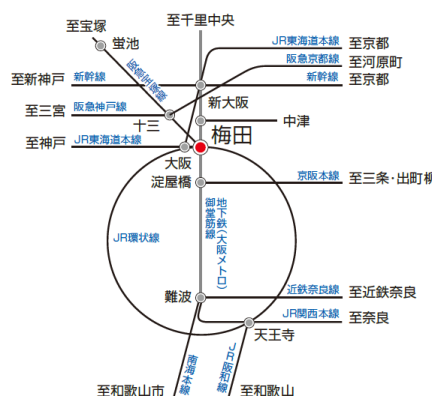 至宝塚
至千里中央
蛍池
JR東海道本線
至京都
阪急京都線
至河原町
至新神戸
新幹線
阪急宝塚線
新幹線
至京都
新大阪
至三宮
阪急神戸線
十三
中津
梅田
至神戸
JR東海道本線
大阪
淀屋橋
京阪本線
至三条・出町柳
地下鉄(大阪メトロ)
御堂筋線
JR環状線
難波
近鉄奈良線
至近鉄奈良
JR関西本線
至奈良
天王寺
南海本線
JR阪和線
至和歌山市
至和歌山